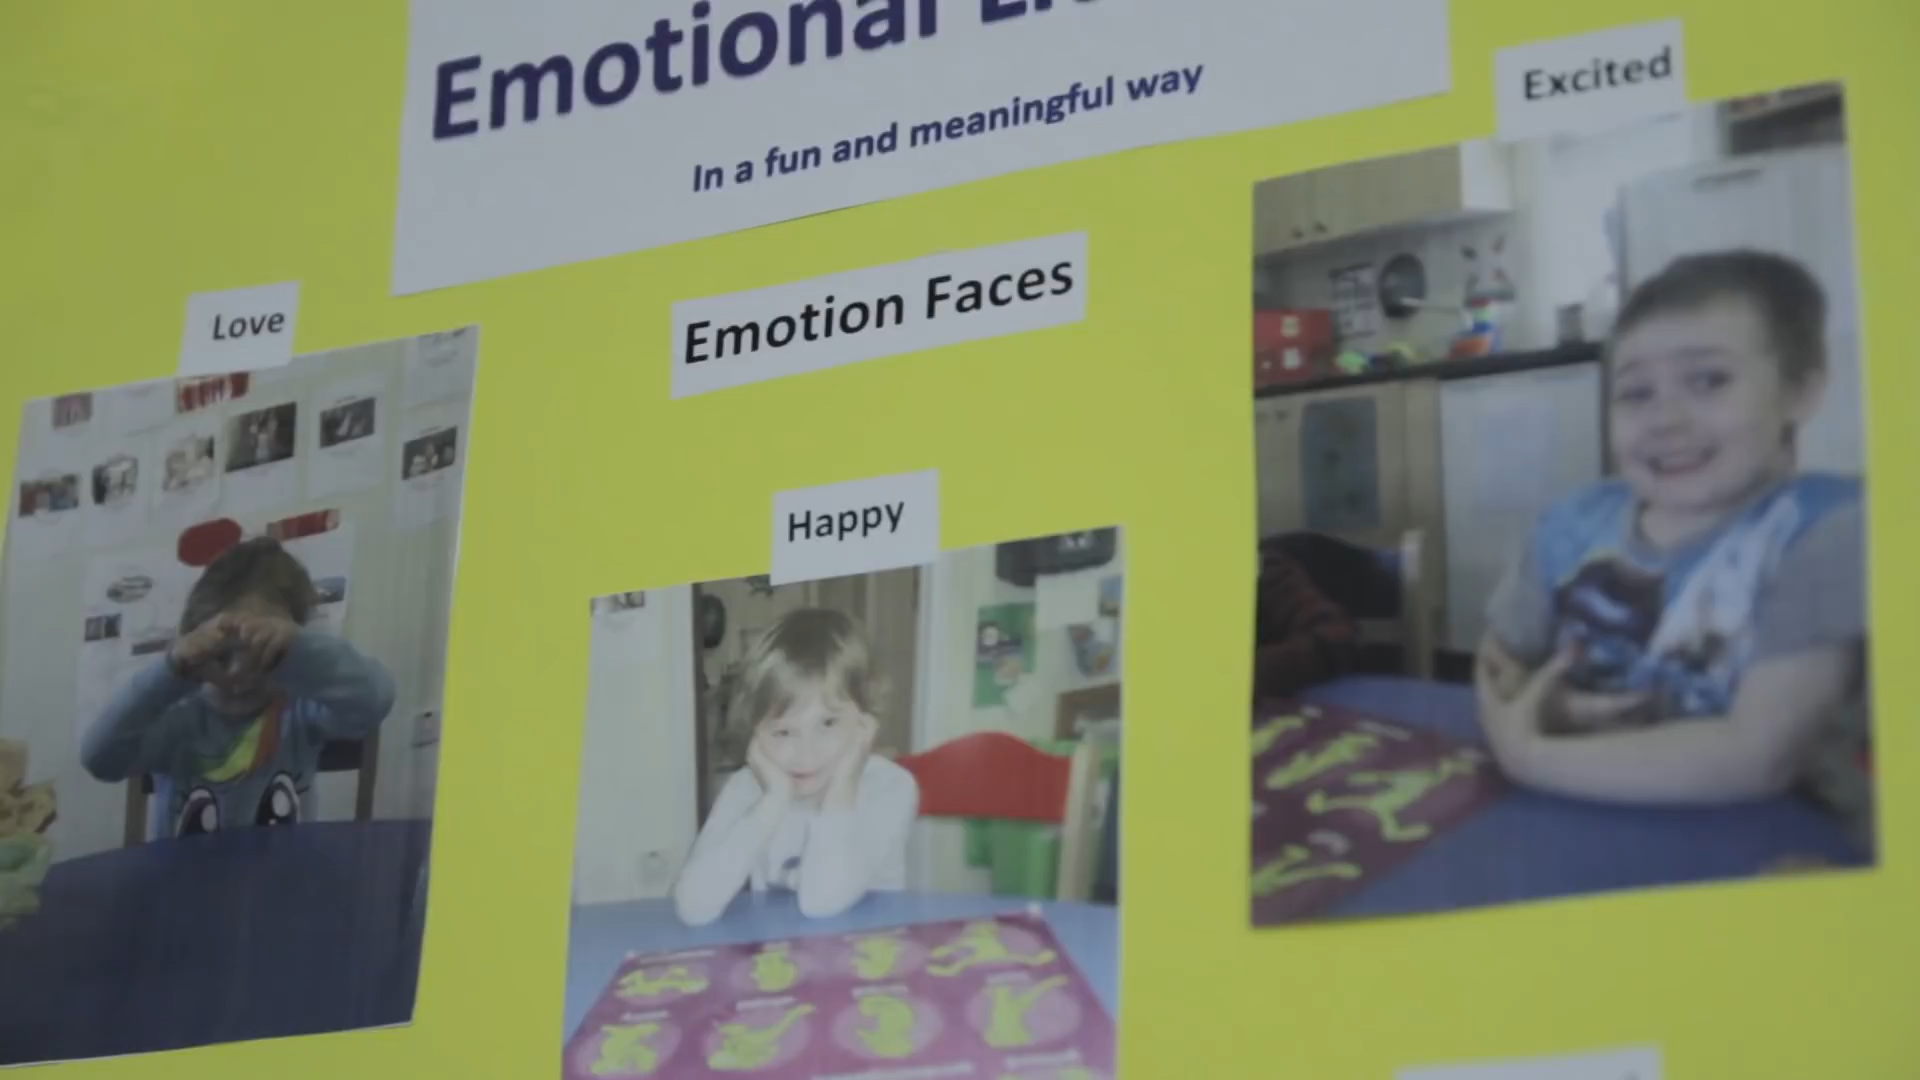 Emotional
In a fun and meaningful way
Excited
Love
Emotion Faces
Happy